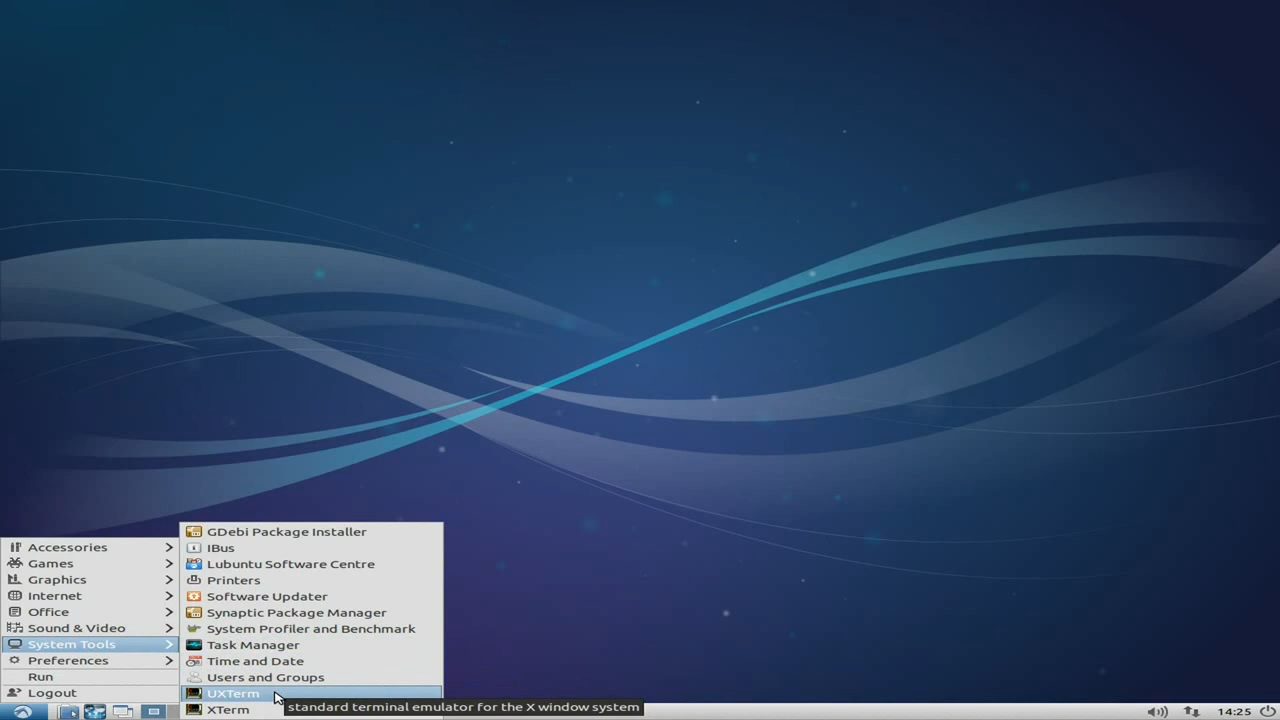 Accessories
Games
Graphics
Internet
Office
Sound & Video
System Tools
Preferences
Run
Logout
GDebi Package Installer
IBus
Lubuntu Software Centre
Printers
Software Updater
Synaptic Package Manager
System Profiler and Benchmark
Task Manager
Time and Date
Users and Groups
UXTerm
XTerm
standard terminal emulator for the X window system
14:25